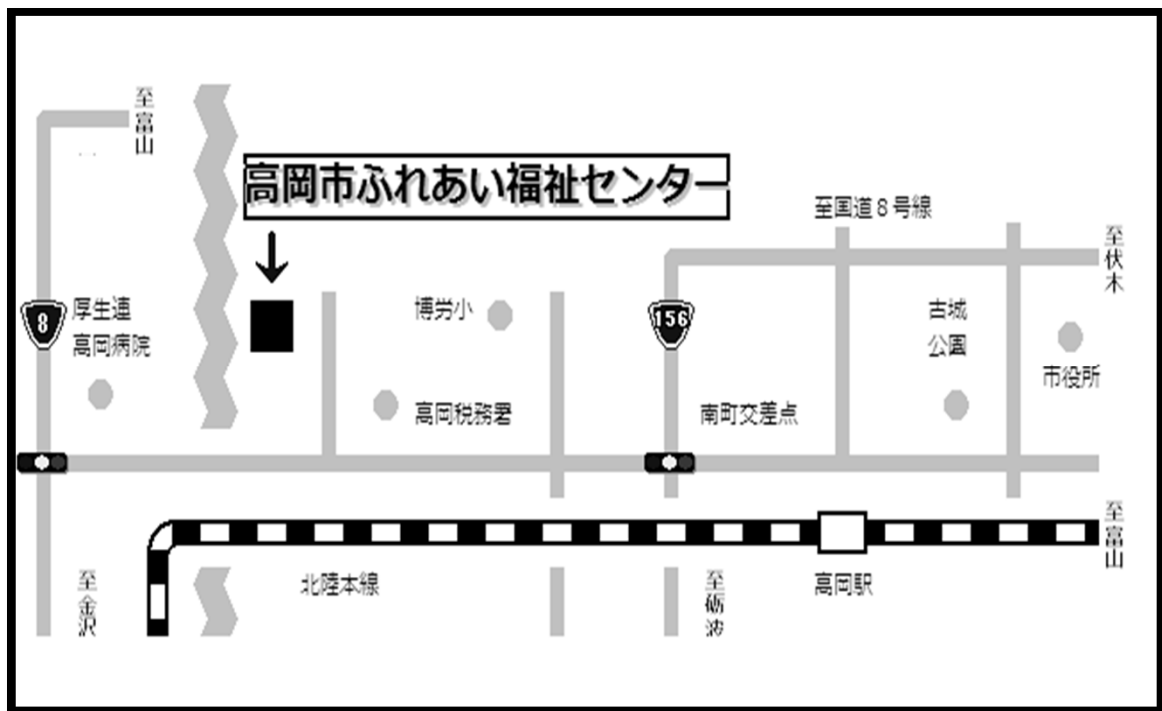 至富山
高岡市ふれあい福祉センター
至国道8号線
至伏木
8
厚生連
高岡病院
博労小
156
古城
公園
市役所
高岡税務署
南町交差点
至富山
至金沢
北陸本線
至砺波
高岡駅